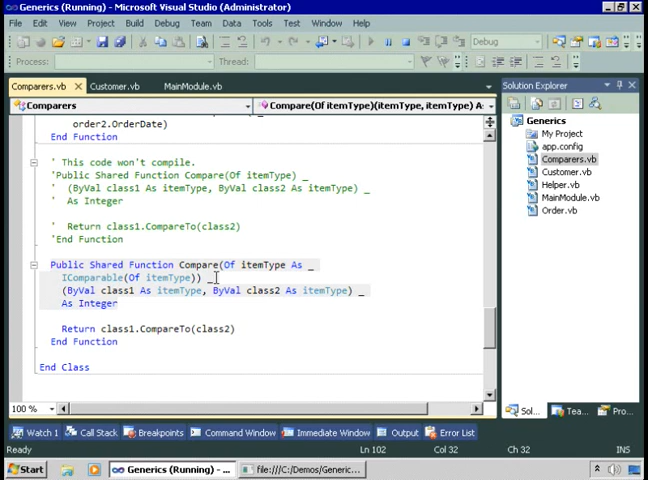 Generics (Running) - Microsoft Visual Studio (Administrator)
File Edit View Project Build Debug Team Data Tools Test Window Help
Debug
Process: Thread:
Comparers.vb Customer.vb MainModule.vb
Comparers Compare(Of itemType)(itemType, itemType) A
order2.OrderDate)
End Function
' This code won't compile.
'Public Shared Function Compare(Of itemType) _
' (ByVal class1 As itemType, ByVal class2 As itemType) _
' As Integer
' Return class1.CompareTo(class2)
'End Function
Public Shared Function Compare(Of itemType As _
IComparable(Of itemType)) _
(ByVal class1 As itemType, ByVal class2 As itemType) _
As Integer
Return class1.CompareTo(class2)
End Function
End Class
100 %
Solution Explorer
Generics
My Project
app.config
Comparers.vb
Customer.vb
Helper.vb
MainModule.vb
Order.vb
Sol... Tea... Pro...
Watch 1 Call Stack Breakpoints Command Window Immediate Window Output Error List
Ready Ln 102 Col 32 Ch 32 INS
Start Generics (Running) - ... file:///C:/Demos/Generic...